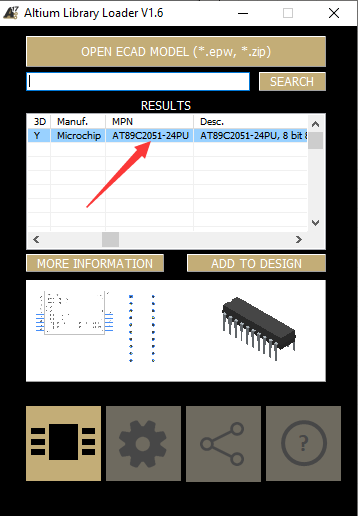 Altium Library Loader V1.6
OPEN ECAD MODEL (*.epw, *.zip)
SEARCH
RESULTS
3D Manuf. MPN Desc.
Y Microchip AT89C2051-24PU AT89C2051-24PU, 8 bit 8
MORE INFORMATION ADD TO DESIGN
?